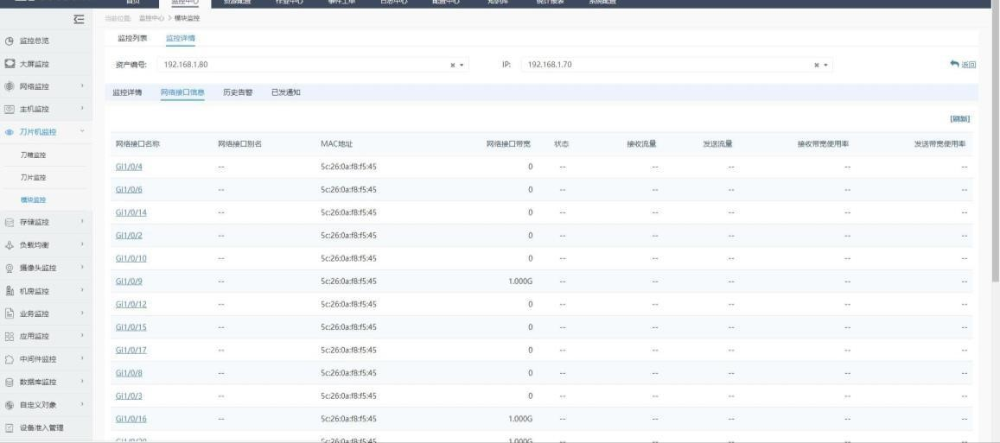 首页 监控中心 资源配置 作业中心 事件工单 日志中心 配置中心 知识库 统计报表 系统配置
当前位置: 监控中心 > 模块监控
监控总览
大屏监控
网络监控
主机监控
刀片机监控
刀箱监控
刀片监控
模块监控
存储监控
负载均衡
摄像头监控
机房监控
业务监控
应用监控
中间件监控
数据库监控
自定义对象
设备准入管理
监控列表 监控详情
资产编号: 192.168.1.80 IP: 192.168.1.70 返回
监控详情 网络接口信息 历史告警 已发通知
[刷新]
网络接口名称 网络接口别名 MAC地址 网络接口带宽 状态 接收流量 发送流量 接收带宽使用率 发送带宽使用率
Gi1/0/4 -- 5c:26:0a:f8:f5:45 0 -- -- -- -- --
Gi1/0/6 -- 5c:26:0a:f8:f5:45 0 -- -- -- -- --
Gi1/0/14 -- 5c:26:0a:f8:f5:45 0 -- -- -- -- --
Gi1/0/2 -- 5c:26:0a:f8:f5:45 0 -- -- -- -- --
Gi1/0/10 -- 5c:26:0a:f8:f5:45 0 -- -- -- -- --
Gi1/0/9 -- 5c:26:0a:f8:f5:45 1.000G -- -- -- -- --
Gi1/0/12 -- 5c:26:0a:f8:f5:45 0 -- -- -- -- --
Gi1/0/15 -- 5c:26:0a:f8:f5:45 0 -- -- -- -- --
Gi1/0/17 -- 5c:26:0a:f8:f5:45 0 -- -- -- -- --
Gi1/0/8 -- 5c:26:0a:f8:f5:45 0 -- -- -- -- --
Gi1/0/3 -- 5c:26:0a:f8:f5:45 0 -- -- -- -- --
Gi1/0/16 -- 5c:26:0a:f8:f5:45 1.000G -- -- -- -- --
Gi1/0/20 -- 5c:26:0a:f8:f5:45 1.000G -- -- -- -- --